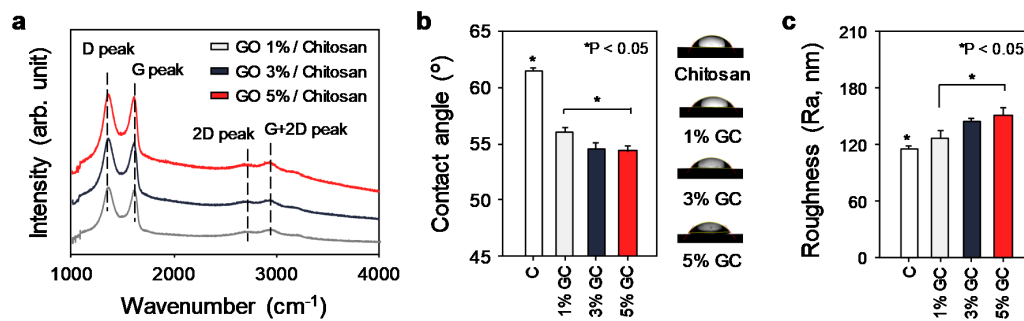 a
D peak
G peak
GO 1% / Chitosan
GO 3% / Chitosan
GO 5% / Chitosan
2D peak
G+2D peak
Intensity (arb. unit)
1000
2000
3000
4000
Wavenumber (cm⁻¹)
b
65
60
55
50
45
Contact angle (º)
*P < 0.05
*
*
C
1% GC
3% GC
5% GC
Chitosan
1% GC
3% GC
5% GC
c
240
180
120
60
0
Roughness (Ra, nm)
*P < 0.05
*
*
C
1% GC
3% GC
5% GC